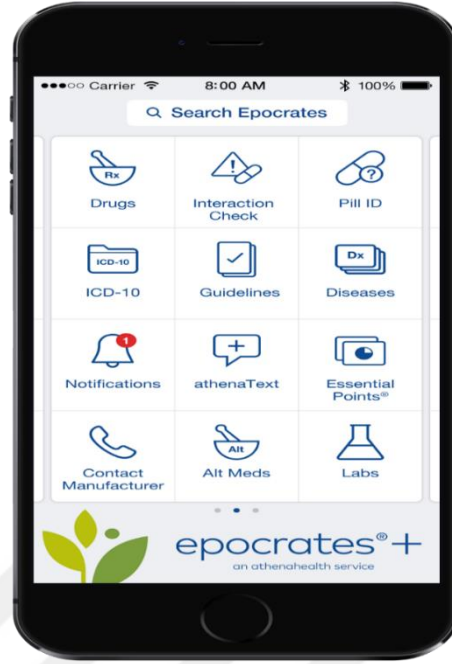 Carrier 8:00 AM 100%
Search Epocrates
Rx
Drugs
Interaction
Check
Pill ID
ICD-10
ICD-10
Guidelines
Dx
Diseases
1
Notifications
athenaText
Essential
Points®
Contact
Manufacturer
Alt
Alt Meds
Labs
epocrates®+
an athenahealth service